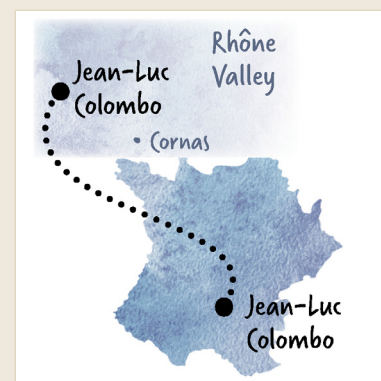 Rhône
Valley
Jean-Luc
Colombo
Cornas
Jean-Luc
Colombo